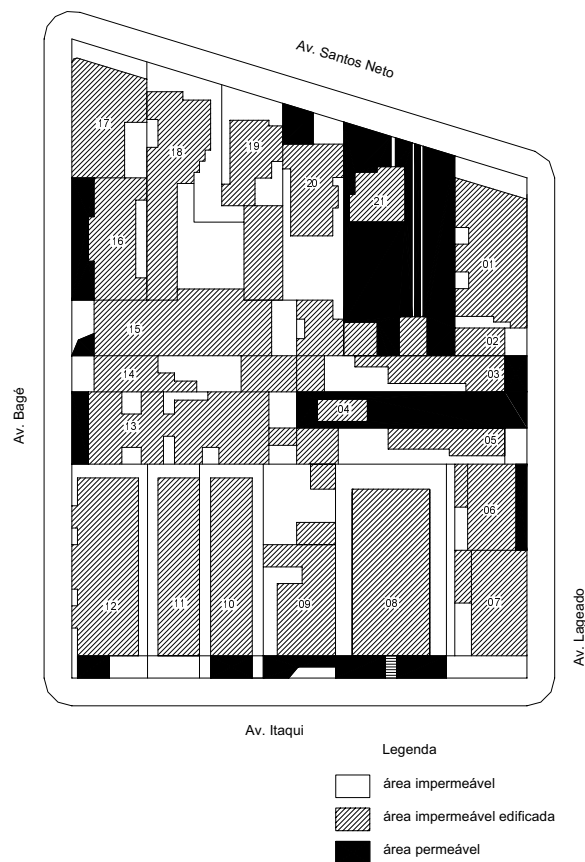 Av. Santos Neto
17
18
19
20
21
01
16
02
15
03
14
04
13
05
Av. Bagé
06
12
11
10
09
08
07
Av. Lageado
Av. Itaqui
Legenda
área impermeável
área impermeável edificada
área permeável